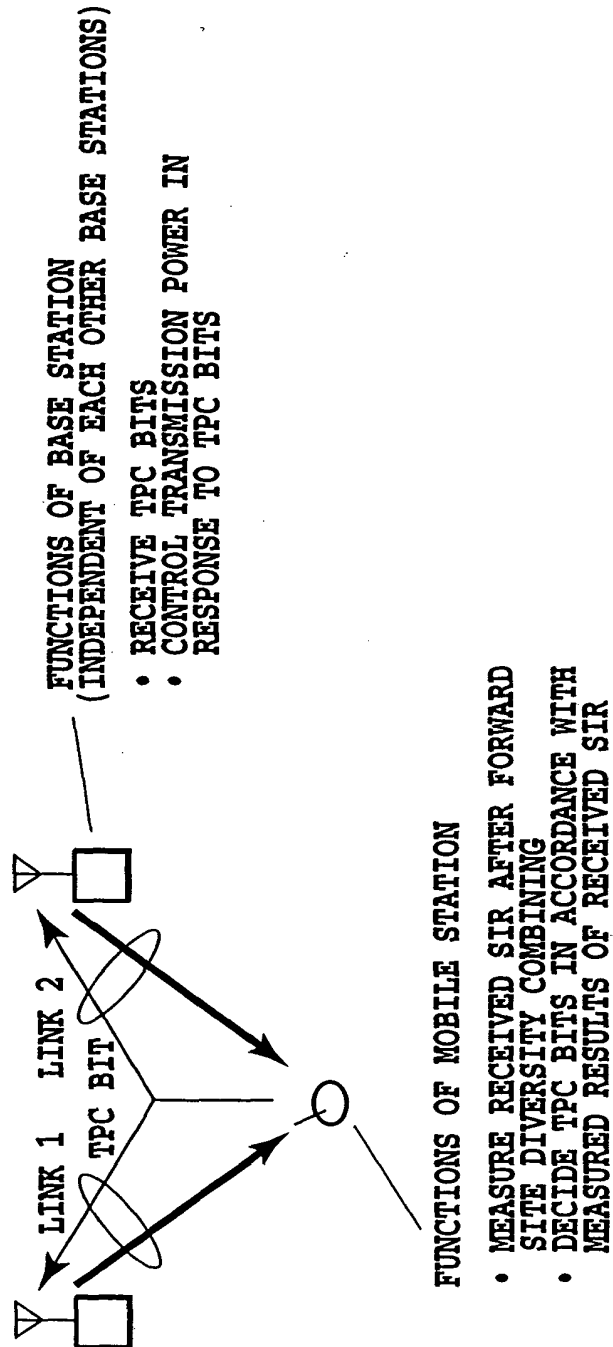 LINK 1 LINK 2
TPC BIT
FUNCTIONS OF BASE STATION
(INDEPENDENT OF EACH OTHER BASE STATIONS)
• RECEIVE TPC BITS
• CONTROL TRANSMISSION POWER IN
RESPONSE TO TPC BITS
FUNCTIONS OF MOBILE STATION
• MEASURE RECEIVED SIR AFTER FORWARD
SITE DIVERSITY COMBINING
• DECIDE TPC BITS IN ACCORDANCE WITH
MEASURED RESULTS OF RECEIVED SIR